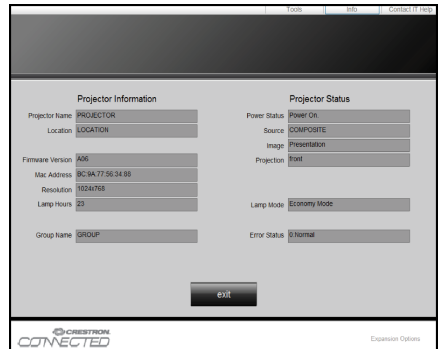 Tools Info Contact IT Help
Projector Information
Projector Name PROJECTOR
Location LOCATION
Firmware Version A06
Mac Address BC:9A:77:56:34:88
Resolution 1024x768
Lamp Hours 23
Group Name GROUP
Projector Status
Power Status Power On.
Source COMPOSITE
Image Presentation
Projection front
Lamp Mode Economy Mode
Error Status 0:Normal
exit
CRESTRON
CONNECTED
Expansion Options